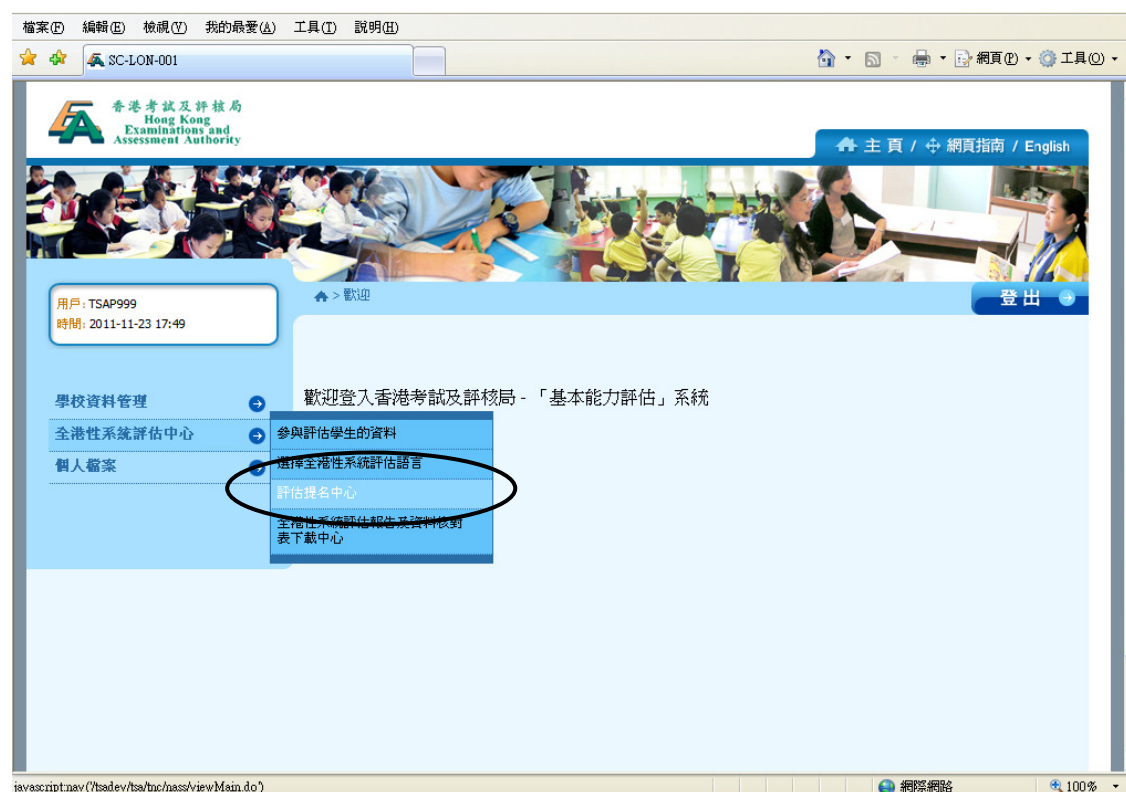 檔案(F) 編輯(E) 檢視(V) 我的最愛(A) 工具(T) 說明(H)
SC-LON-001
網頁(P) 工具(O)
香港考試及評核局
Hong Kong
Examinations and
Assessment Authority
主頁 / 網頁指南 / English
用戶: TSAP999
時間: 2011-11-23 17:49
> 歡迎
登出
歡迎登入香港考試及評核局 - 「基本能力評估」系統
學校資料管理
全港性系統評估中心
個人檔案
參與評估學生的資料
選擇全港性系統評估語言
評估提名中心
全港性系統評估報告及資料核對
表下載中心
javascript:nav('/tsadev/tsa/tnc/nass/viewMain.do')
網際網路
100%